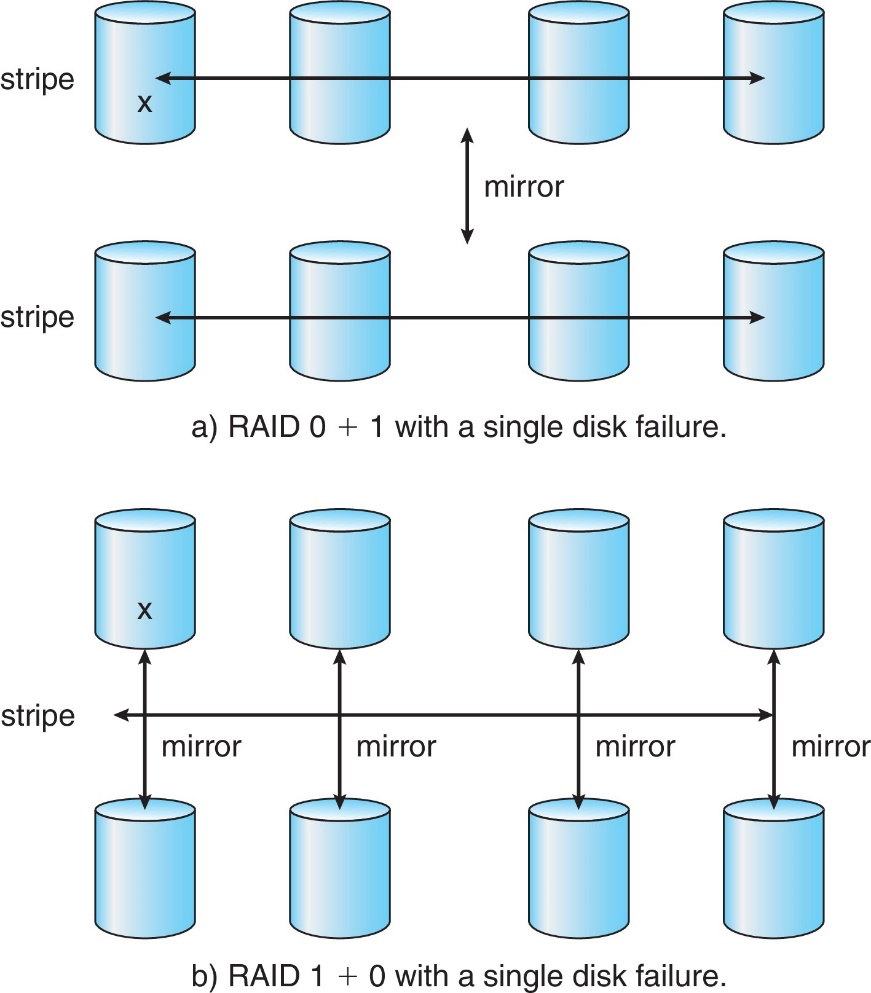 stripe
x
mirror
stripe
a) RAID 0 + 1 with a single disk failure.
x
stripe
mirror mirror mirror mirror
b) RAID 1 + 0 with a single disk failure.